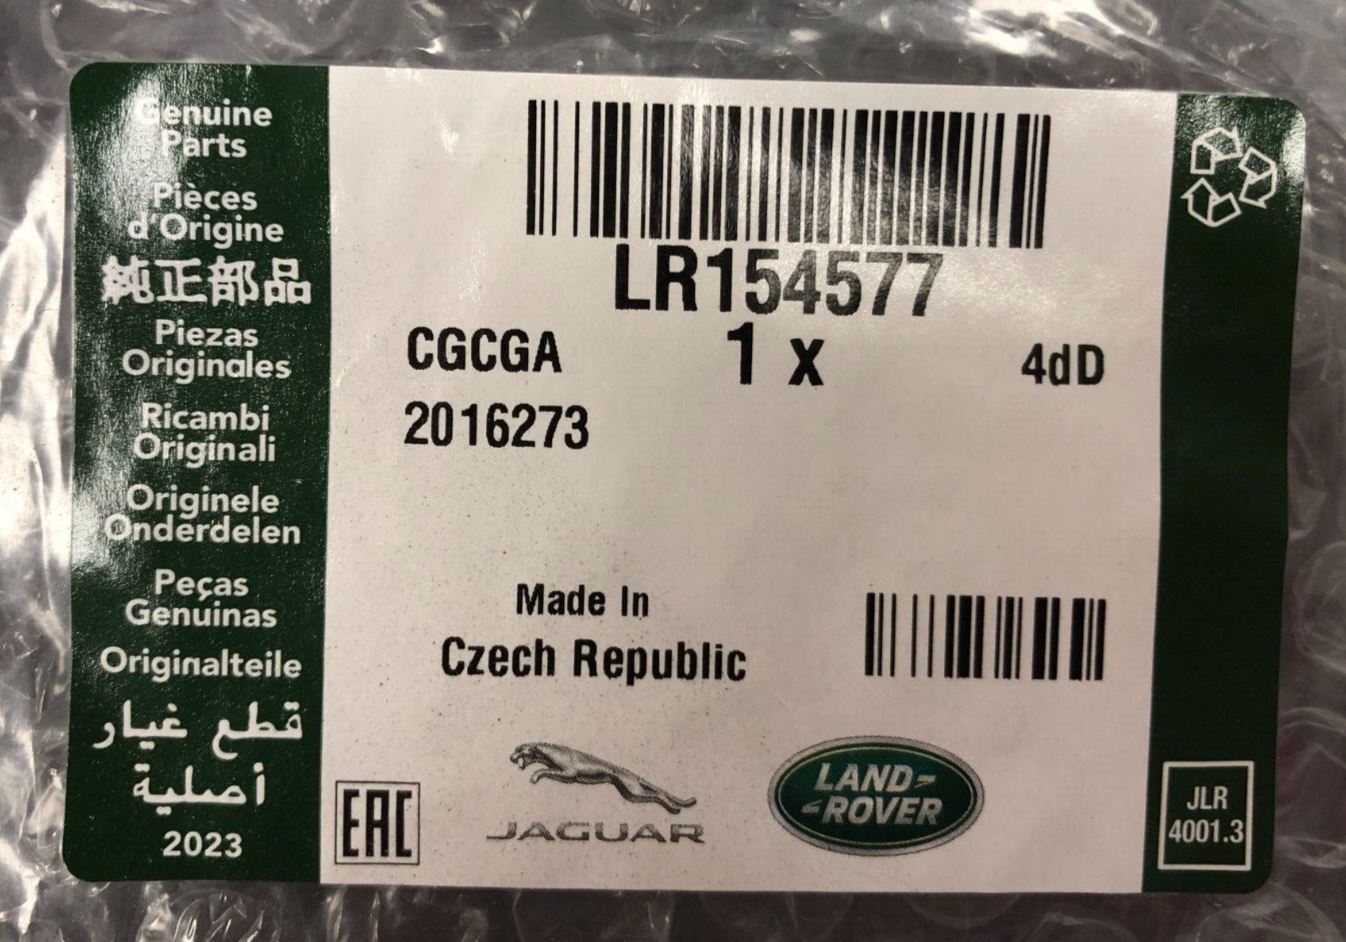 Genuine
Parts
Pièces
d'Origine
純正部品
Piezas
Originales
Ricambi
Originali
Originele
Onderdelen
Peças
Genuinas
Originalteile
قطع غيار
أصلية
2023
LR154577
CGCGA 1 x 4dD
2016273
Made In
Czech Republic
EAC
JAGUAR
LAND-
-ROVER
JLR
4001.3